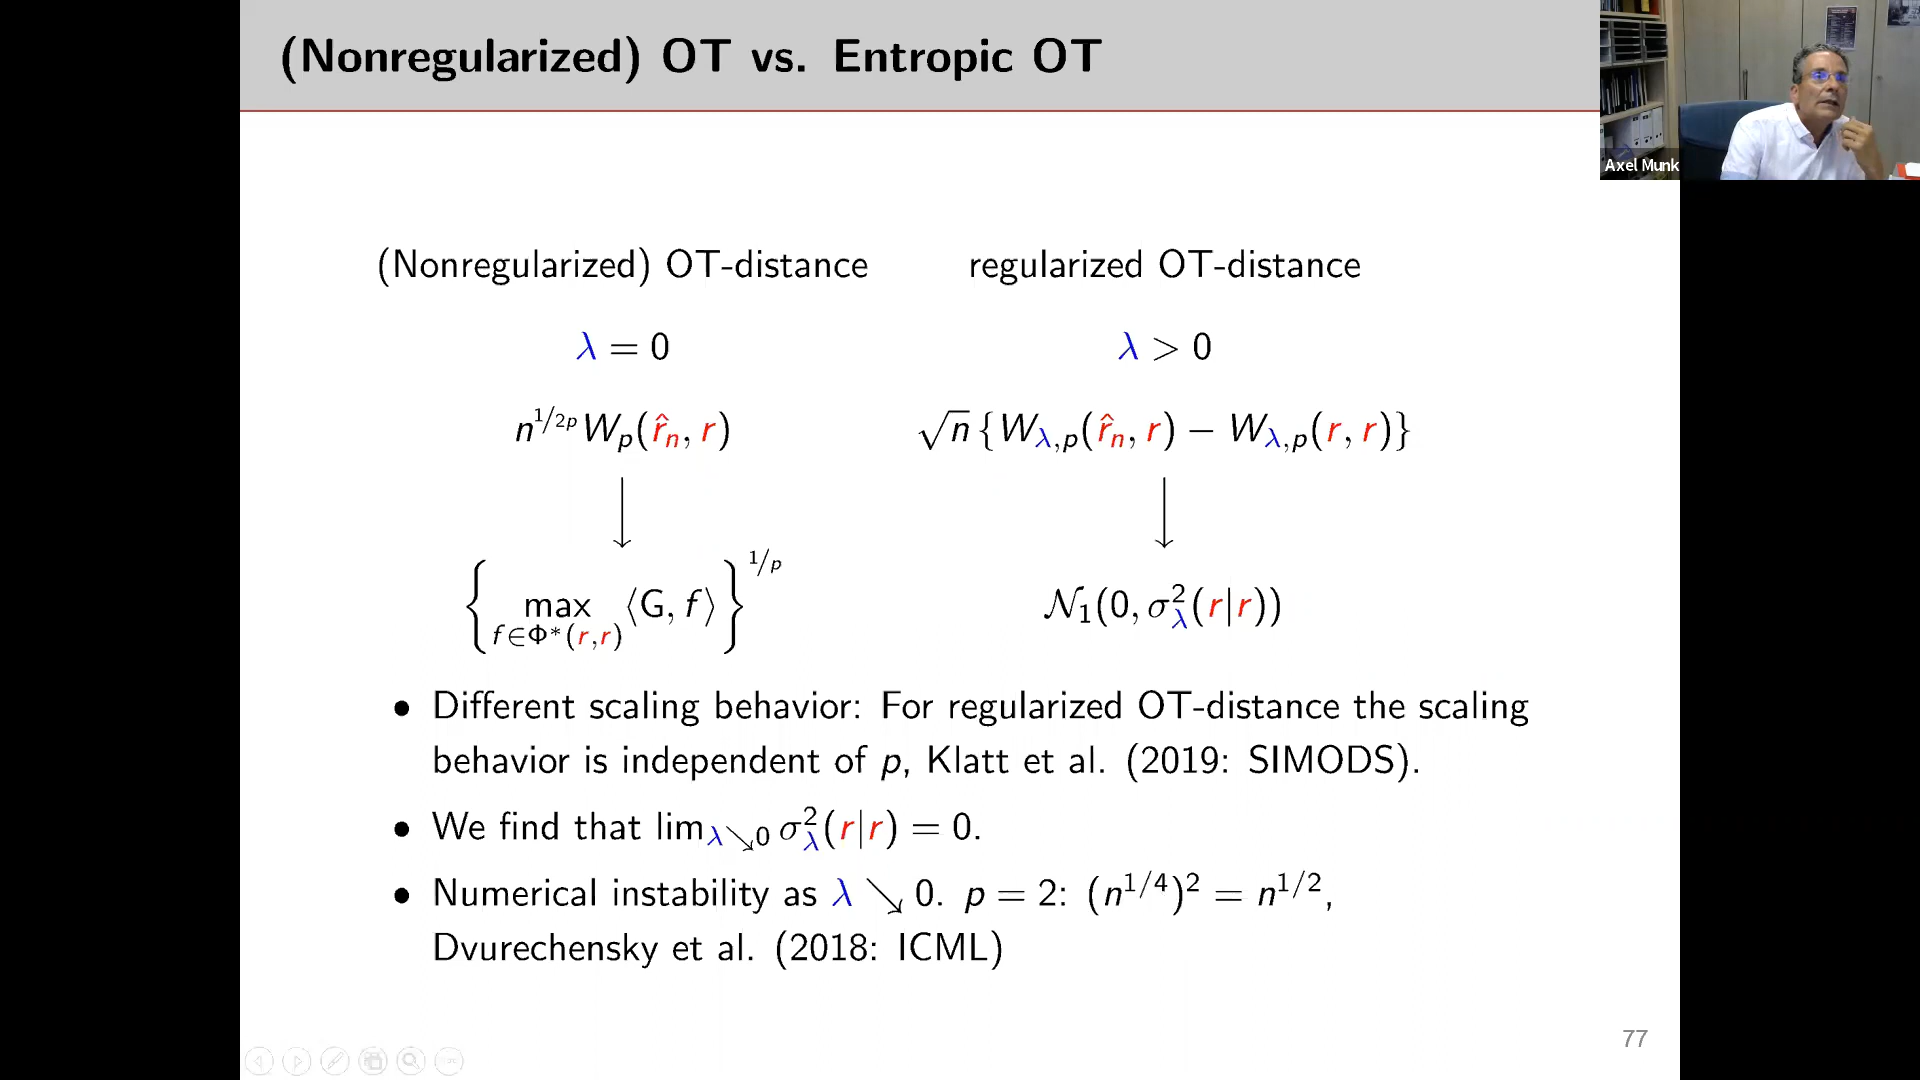 (Nonregularized) OT vs. Entropic OT
Axel Munk
(Nonregularized) OT-distance
regularized OT-distance
λ = 0
λ > 0
n^{1/2p} W_p(r̂_n, r)
√n {W_{λ,p}(r̂_n, r) − W_{λ,p}(r, r)}
{max_{f∈Φ*(r,r)} ⟨G, f⟩}^{1/p}
𝒩_1(0, σ²_λ(r|r))
• Different scaling behavior: For regularized OT-distance the scaling
behavior is independent of p, Klatt et al. (2019: SIMODS).
• We find that lim_{λ↘0} σ²_λ(r|r) = 0.
• Numerical instability as λ ↘ 0. p = 2: (n^{1/4})² = n^{1/2},
Dvurechensky et al. (2018: ICML)
77